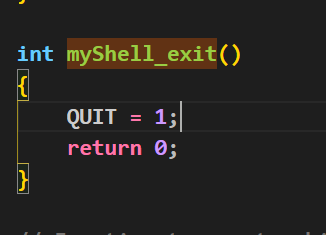 int myShell_exit()
{
    QUIT = 1;
    return 0;
}